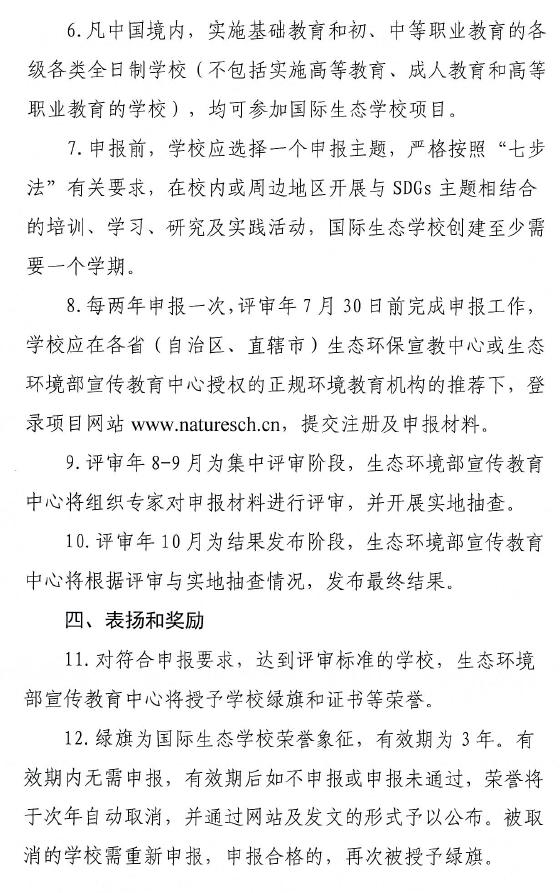 6.凡中国境内，实施基础教育和初、中等职业教育的各
级各类全日制学校（不包括实施高等教育、成人教育和高等
职业教育的学校），均可参加国际生态学校项目。
7.申报前，学校应选择一个申报主题，严格按照“七步
法”有关要求，在校内或周边地区开展与 SDGs 主题相结合
的培训、学习、研究及实践活动，国际生态学校创建至少需
要一个学期。
8.每两年申报一次，评审年 7 月 30 日前完成申报工作，
学校应在各省（自治区、直辖市）生态环保宣教中心或生态
环境部宣传教育中心授权的正规环境教育机构的推荐下，登
录项目网站 www.naturesch.cn，提交注册及申报材料。
9.评审年 8-9 月为集中评审阶段，生态环境部宣传教育
中心将组织专家对申报材料进行评审，并开展实地抽查。
10.评审年 10 月为结果发布阶段，生态环境部宣传教育
中心将根据评审与实地抽查情况，发布最终结果。
四、表扬和奖励
11.对符合申报要求，达到评审标准的学校，生态环境
部宣传教育中心将授予学校绿旗和证书等荣誉。
12.绿旗为国际生态学校荣誉象征，有效期为 3 年。有
效期内无需申报，有效期后如不申报或申报未通过，荣誉将
于次年自动取消，并通过网站及发文的形式予以公布。被取
消的学校需重新申报，申报合格的，再次被授予绿旗。